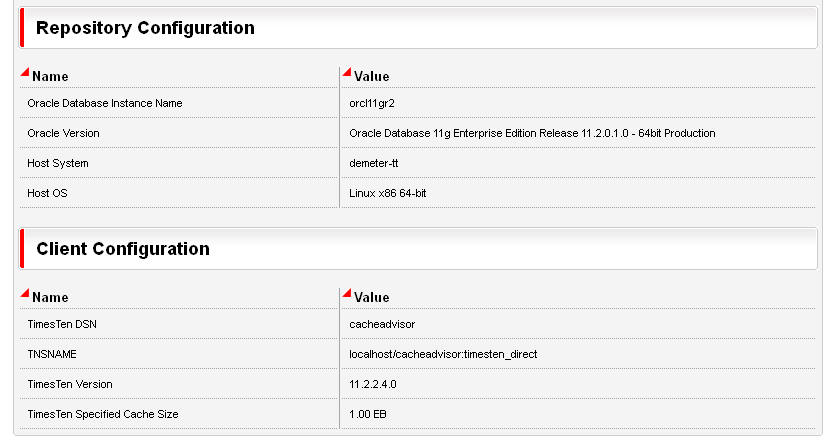 Repository Configuration
Name Value
Oracle Database Instance Name orcl11gr2
Oracle Version Oracle Database 11g Enterprise Edition Release 11.2.0.1.0 - 64bit Production
Host System demeter-tt
Host OS Linux x86 64-bit
Client Configuration
Name Value
TimesTen DSN cacheadvisor
TNSNAME localhost/cacheadvisor:timesten_direct
TimesTen Version 11.2.2.4.0
TimesTen Specified Cache Size 1.00 EB